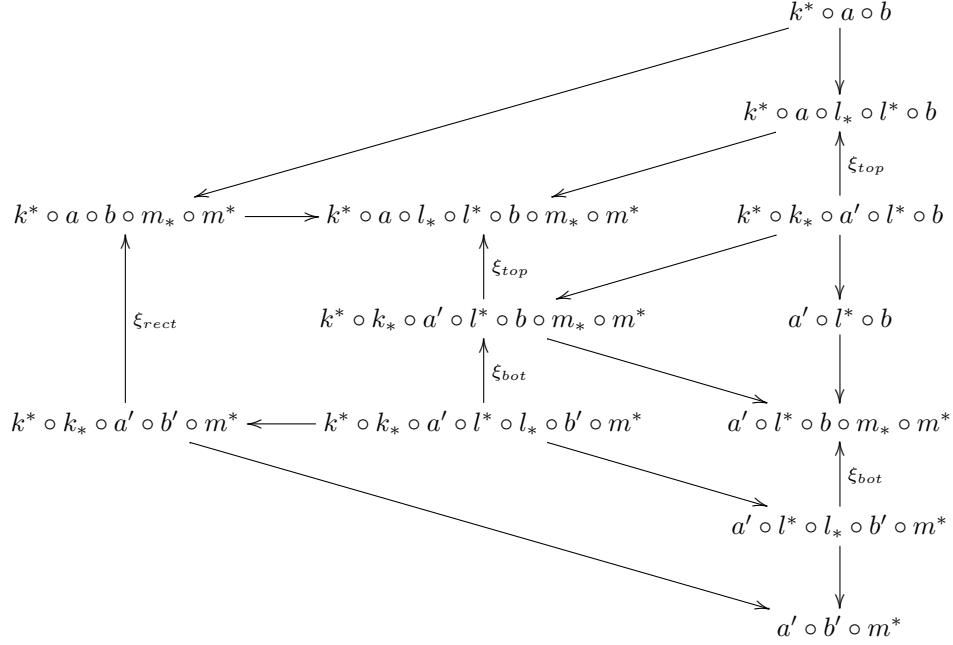 k* ∘ a ∘ b
k* ∘ a ∘ l_* ∘ l* ∘ b
ξ_top
k* ∘ a ∘ b ∘ m_* ∘ m* k* ∘ a ∘ l_* ∘ l* ∘ b ∘ m_* ∘ m* k* ∘ k_* ∘ a′ ∘ l* ∘ b
ξ_top
ξ_rect k* ∘ k_* ∘ a′ ∘ l* ∘ b ∘ m_* ∘ m* a′ ∘ l* ∘ b
ξ_bot
k* ∘ k_* ∘ a′ ∘ b′ ∘ m* k* ∘ k_* ∘ a′ ∘ l* ∘ l_* ∘ b′ ∘ m* a′ ∘ l* ∘ b ∘ m_* ∘ m*
ξ_bot
a′ ∘ l* ∘ l_* ∘ b′ ∘ m*
a′ ∘ b′ ∘ m*